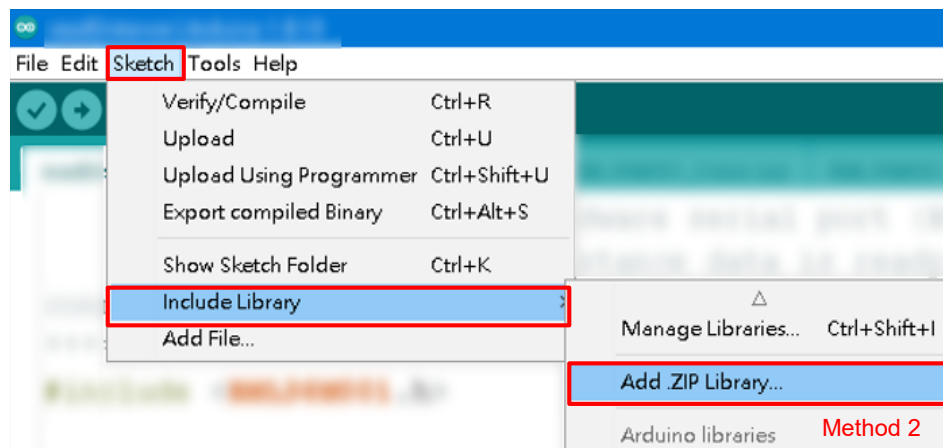 File Edit Sketch Tools Help
Verify/Compile Ctrl+R
Upload Ctrl+U
Upload Using Programmer Ctrl+Shift+U
Export compiled Binary Ctrl+Alt+S
Show Sketch Folder Ctrl+K
Include Library
Add File...
Manage Libraries... Ctrl+Shift+I
Add .ZIP Library...
Arduino libraries
Method 2
#include